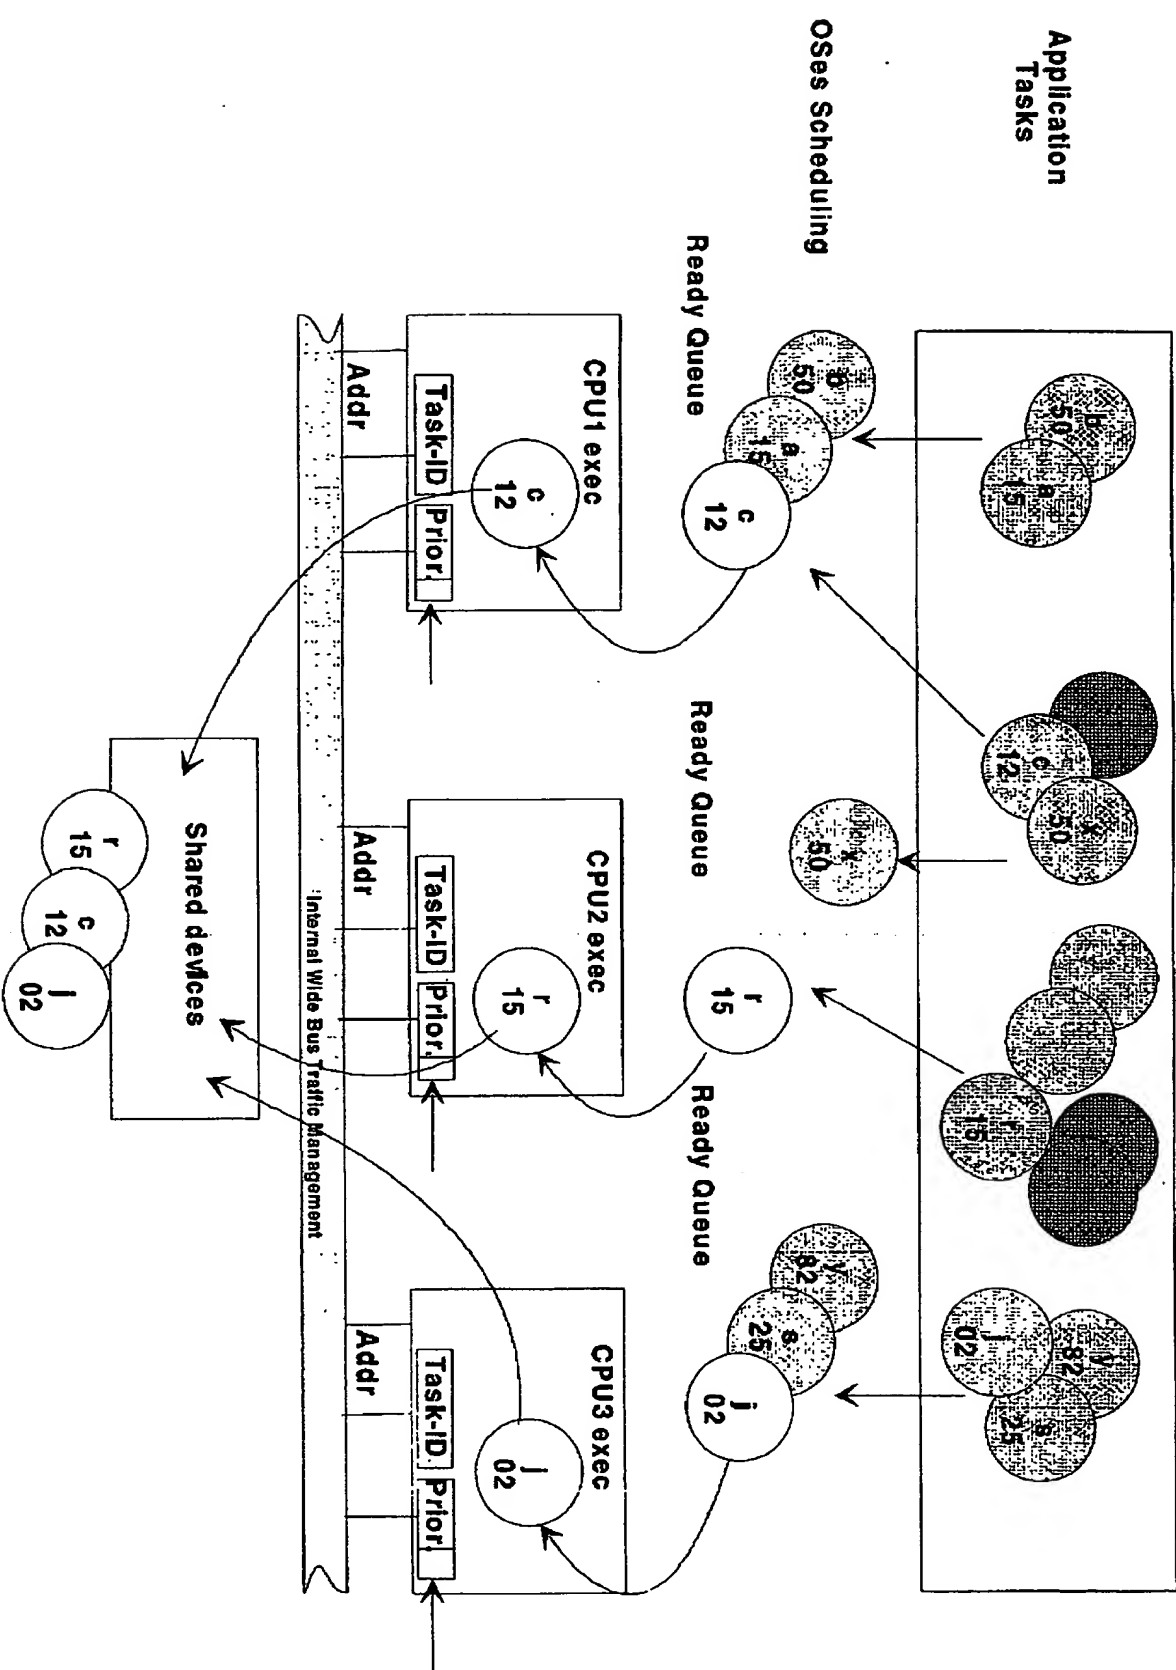 Application
Tasks
b
50
a
15
c
12
x
50
r
15
j
02
y
82
s
25
OSes Scheduling
b
50
a
15
c
12
x
50
r
15
y
82
s
25
j
02
Ready Queue
Ready Queue
Ready Queue
CPU1 exec
c
12
Task-ID
Prior.
Addr
CPU2 exec
r
15
Task-ID
Prior.
Addr
CPU3 exec
j
02
Task-ID
Prior.
Addr
Internal Wide Bus Traffic Management
Shared devices
r
15
c
12
j
02